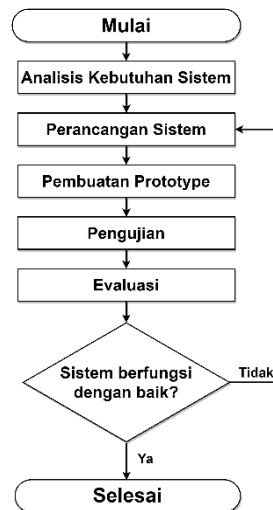 Mulai
Analisis Kebutuhan Sistem
Perancangan Sistem
Pembuatan Prototype
Pengujian
Evaluasi
Sistem berfungsi
dengan baik?
Tidak
Ya
Selesai